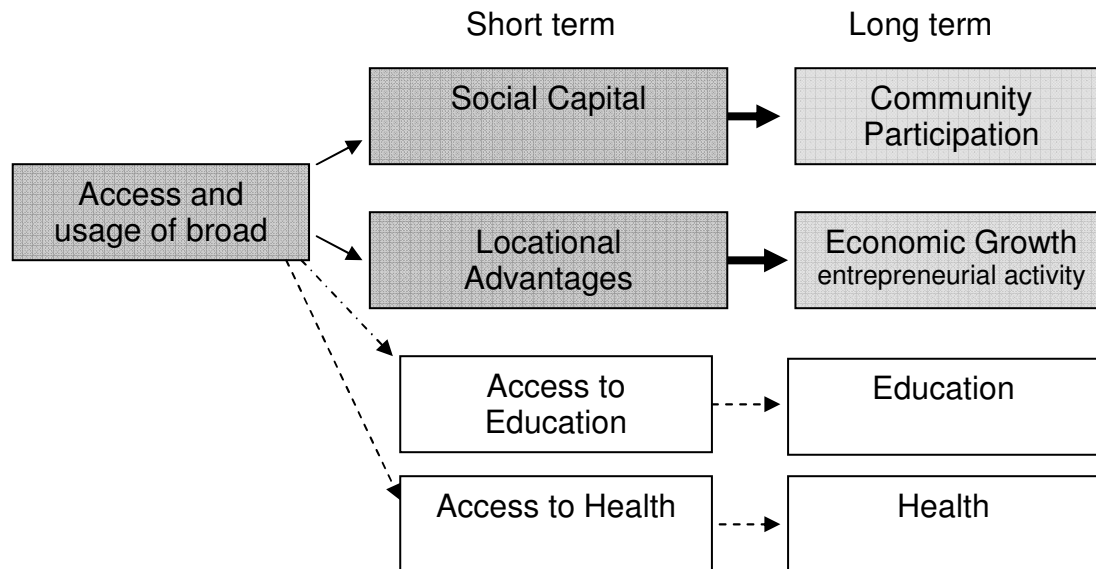 Short term
Long term
Social Capital
Community
Participation
Access and
usage of broad
Locational
Advantages
Economic Growth
entrepreneurial activity
Access to
Education
Education
Access to Health
Health